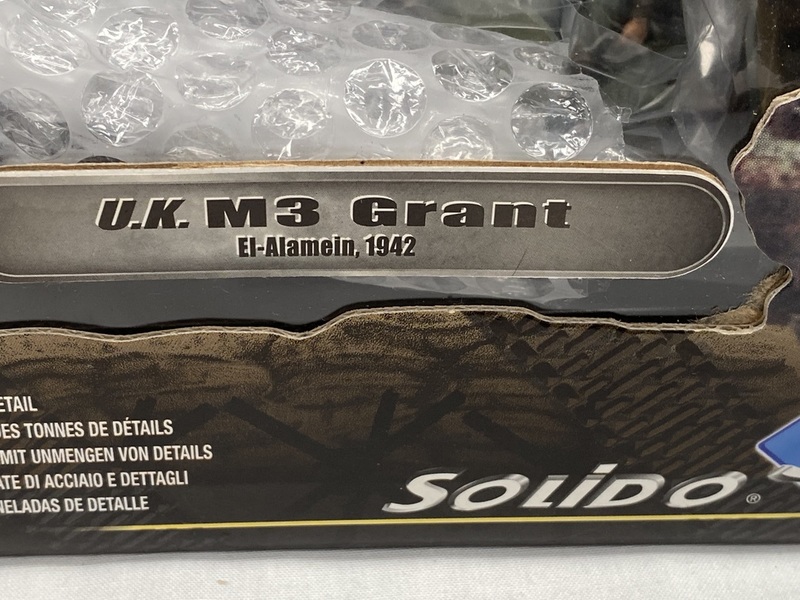 U.K. M3 Grant
El-Alamein, 1942
ETAIL
DES TONNES DE DÉTAILS
MIT UNMENGEN VON DETAILS
ATE DI ACCIAIO E DETTAGLI
NELADAS DE DETALLE
SOLIDO®